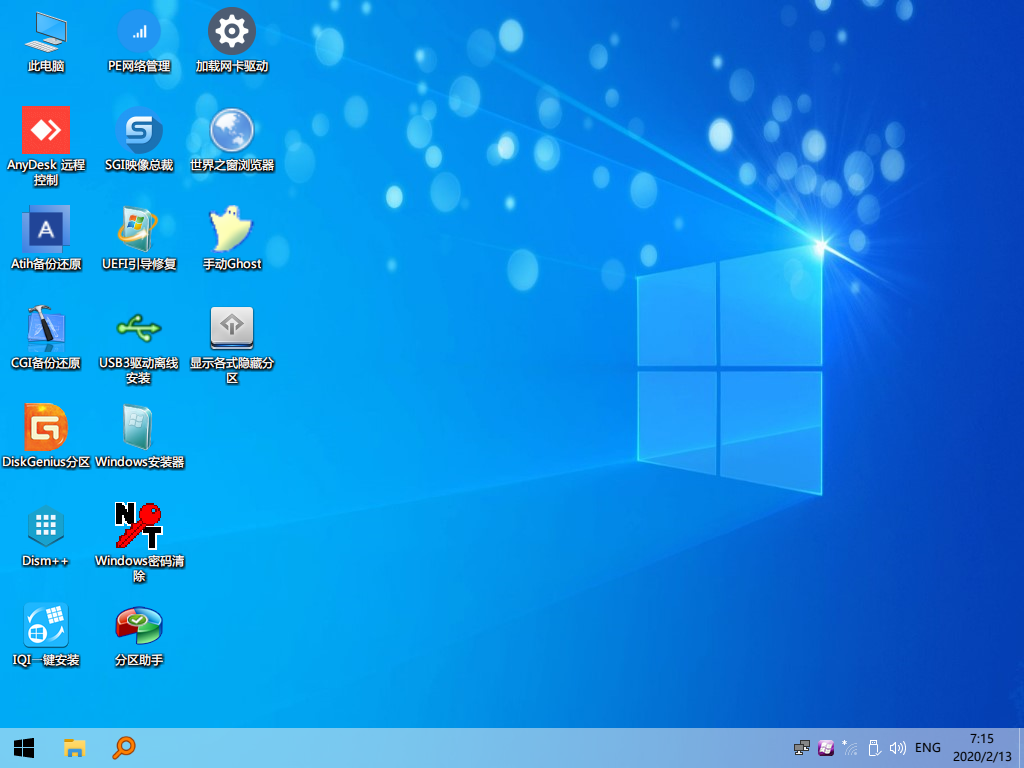 此电脑
PE网络管理
加载网卡驱动
AnyDesk 远程
控制
SGI映像总裁
世界之窗浏览器
Atih备份还原
UEFI引导修复
手动Ghost
CGI备份还原
USB3驱动离线
安装
显示各式隐藏分
区
DiskGenius分区
Windows安装器
Dism++
Windows密码清
除
IQI一键安装
分区助手
ENG
7:15
2020/2/13